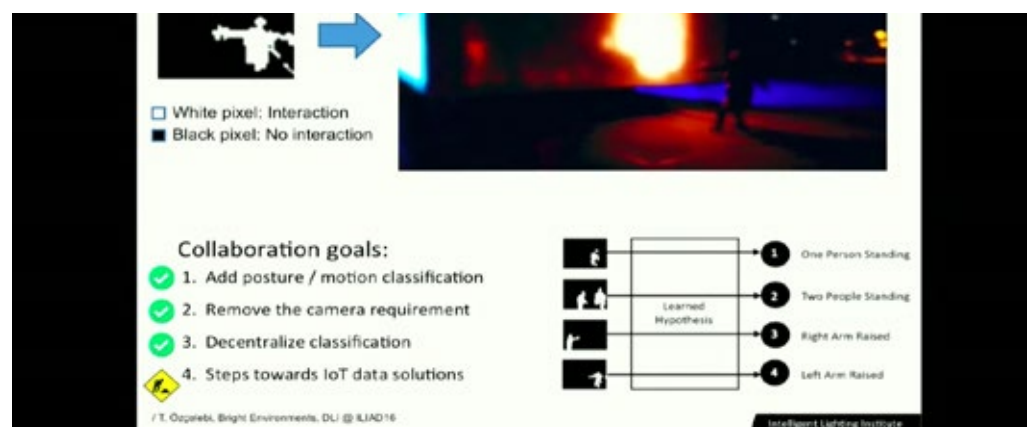 White pixel: Interaction
Black pixel: No interaction
Collaboration goals:
1. Add posture / motion classification
2. Remove the camera requirement
3. Decentralize classification
4. Steps towards IoT data solutions
Learned
Hypothesis
1 One Person Standing
2 Two People Standing
3 Right Arm Raised
4 Left Arm Raised
/ T. Özçelebi, Bright Environments, DLI @ ILIAD16
Intelligent Lighting Institute